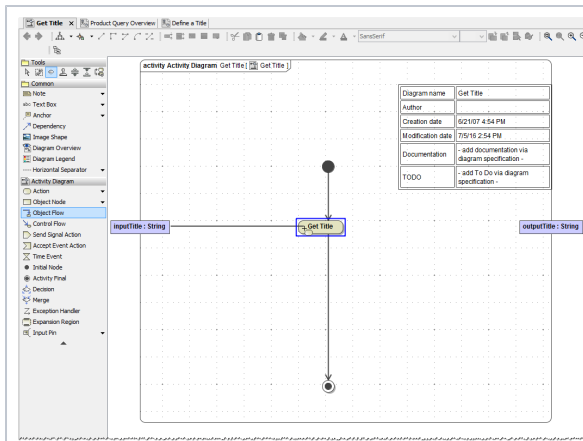 Get Title
Product Query Overview
Define a Title
SansSerif
Tools
Common
Note
Text Box
Anchor
Dependency
Image Shape
Diagram Overview
Diagram Legend
Horizontal Separator
Activity Diagram
Action
Object Node
Object Flow
Control Flow
Send Signal Action
Accept Event Action
Time Event
Initial Node
Activity Final
Decision
Merge
Exception Handler
Expansion Region
Input Pin
activity Activity Diagram Get Title [ Get Title ]
Diagram name Get Title
Author
Creation date 6/21/07 4:54 PM
Modification date 7/5/16 2:54 PM
Documentation - add documentation via
diagram specification -
TODO - add To Do via diagram
specification -
inputTitle : String
Get Title
outputTitle : String